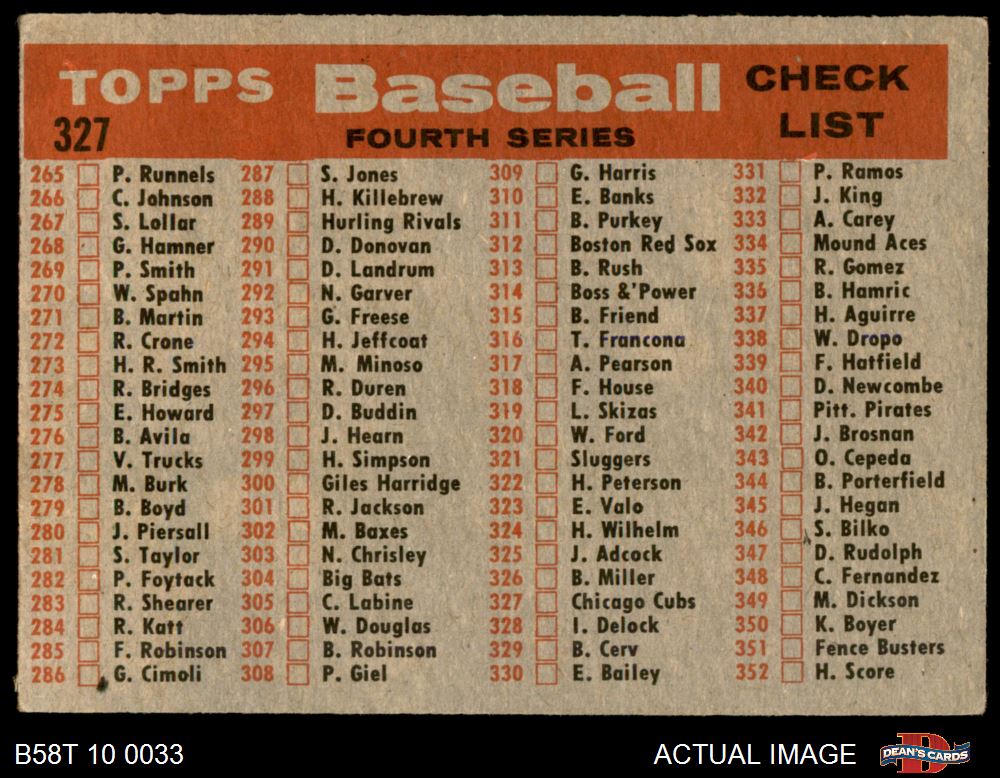 TOPPS Baseball CHECK LIST
327 FOURTH SERIES
265 P. Runnels
266 C. Johnson
267 S. Lollar
268 G. Hamner
269 P. Smith
270 W. Spahn
271 B. Martin
272 R. Crone
273 H. R. Smith
274 R. Bridges
275 E. Howard
276 B. Avila
277 V. Trucks
278 M. Burk
279 B. Boyd
280 J. Piersall
281 S. Taylor
282 P. Foytack
283 R. Shearer
284 R. Katt
285 F. Robinson
286 G. Cimoli
287 S. Jones
288 H. Killebrew
289 Hurling Rivals
290 D. Donovan
291 D. Landrum
292 N. Garver
293 G. Freese
294 H. Jeffcoat
295 M. Minoso
296 R. Duren
297 D. Buddin
298 J. Hearn
299 H. Simpson
300 Giles Harridge
301 R. Jackson
302 M. Baxes
303 N. Chrisley
304 Big Bats
305 C. Labine
306 W. Douglas
307 B. Robinson
308 P. Giel
309 G. Harris
310 E. Banks
311 B. Purkey
312 Boston Red Sox
313 B. Rush
314 Boss &'Power
315 B. Friend
316 T. Francona
317 A. Pearson
318 F. House
319 L. Skizas
320 W. Ford
321 Sluggers
322 H. Peterson
323 E. Valo
324 H. Wilhelm
325 J. Adcock
326 B. Miller
327 Chicago Cubs
328 I. Delock
329 B. Cerv
330 E. Bailey
331 P. Ramos
332 J. King
333 A. Carey
334 Mound Aces
335 R. Gomez
336 B. Hamric
337 H. Aguirre
338 W. Dropo
339 F. Hatfield
340 D. Newcombe
341 Pitt. Pirates
342 J. Brosnan
343 O. Cepeda
344 B. Porterfield
345 J. Hegan
346 S. Bilko
347 D. Rudolph
348 C. Fernandez
349 M. Dickson
350 K. Boyer
351 Fence Busters
352 H. Score
B58T 10 0033 ACTUAL IMAGE DEAN'S CARDS